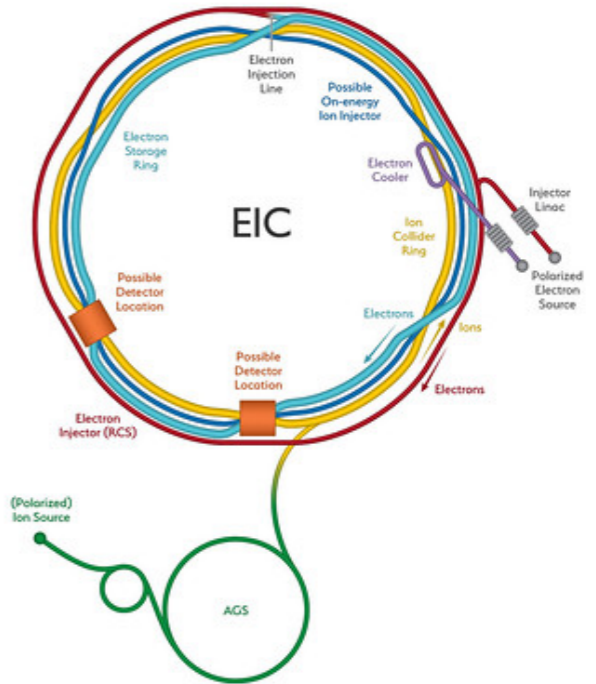 Electron
Injection
Line
Possible
On-energy
Ion Injector
Electron
Storage
Ring
Electron
Cooler
Injector
Linac
EIC
Ion
Collider
Ring
Polarized
Electron
Source
Possible
Detector
Location
Electrons
Ions
Possible
Detector
Location
Electrons
Electron
Injector (RCS)
(Polarized)
Ion Source
AGS